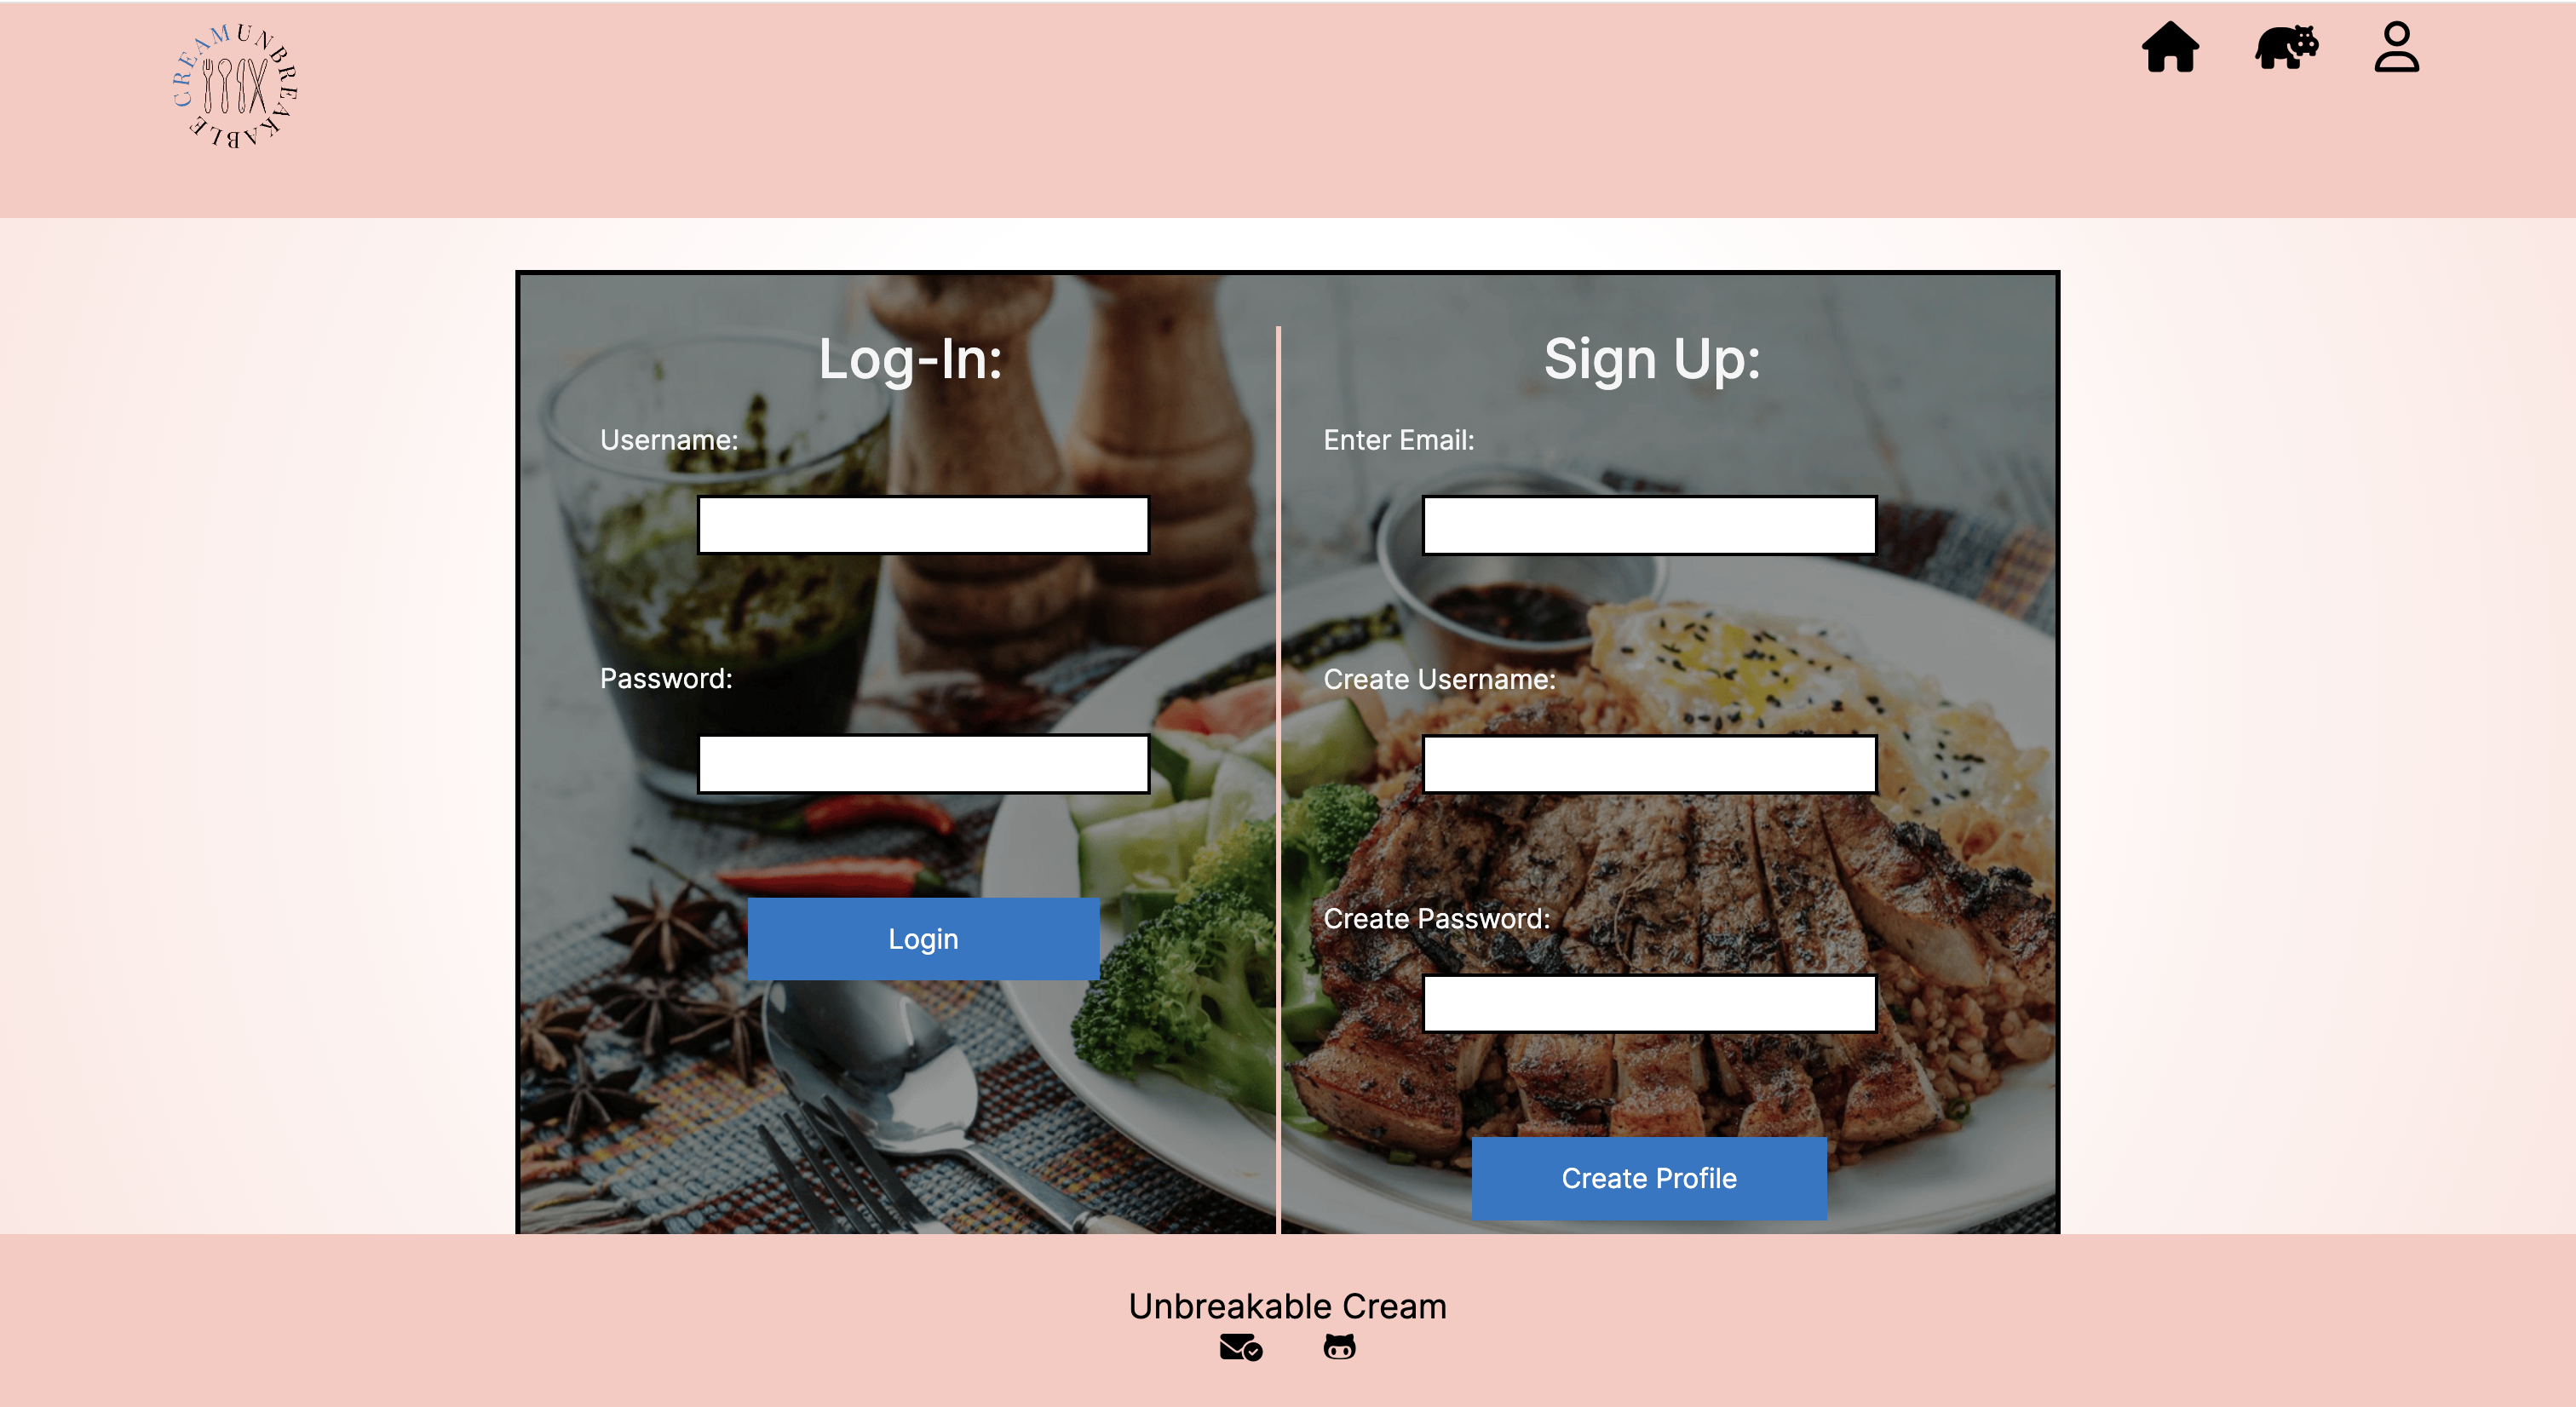 CREAM UNBREAKABLE
Log-In:
Username:
Password:
Login
Sign Up:
Enter Email:
Create Username:
Create Password:
Create Profile
Unbreakable Cream